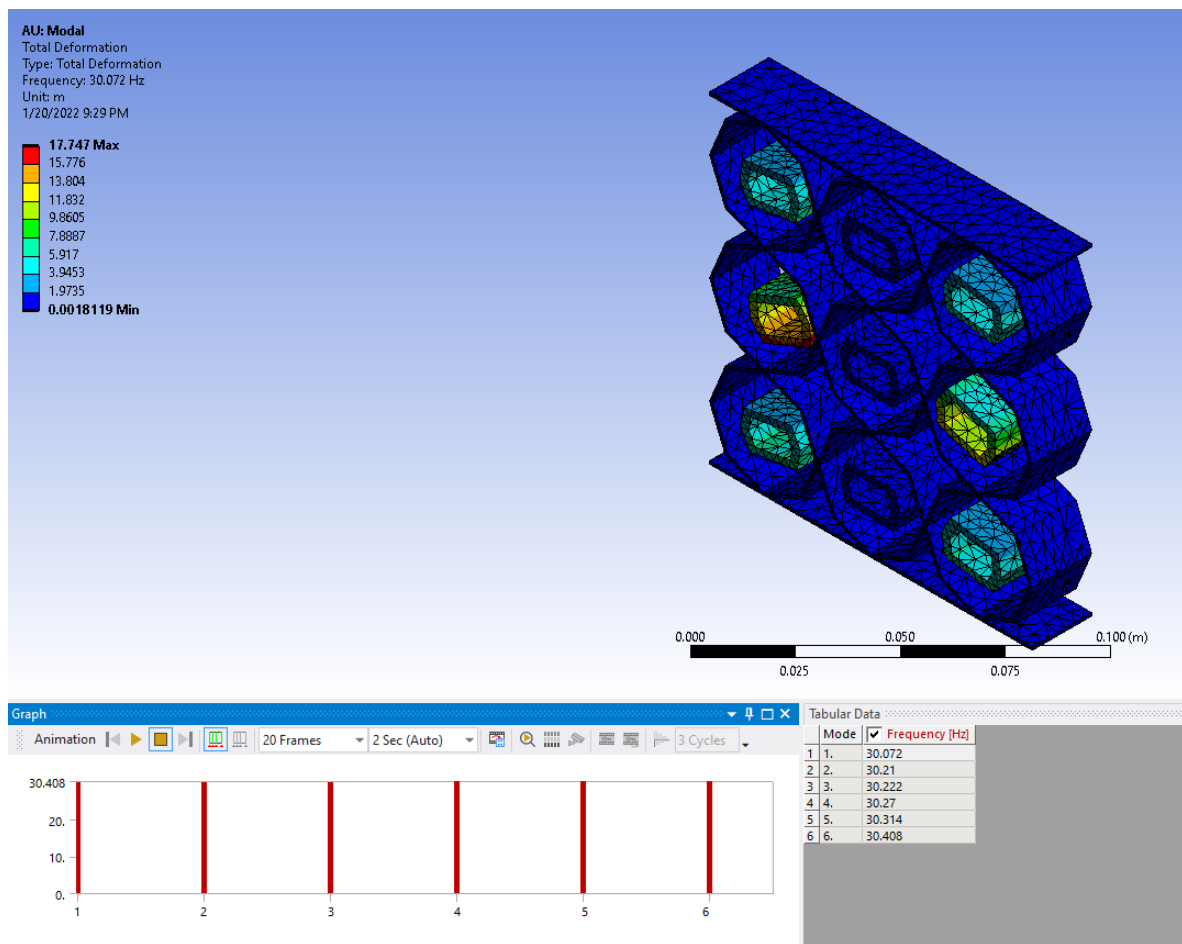 AU: Modal
Total Deformation
Type: Total Deformation
Frequency: 30.072 Hz
Unit: m
1/20/2022 9:29 PM
17.747 Max
15.776
13.804
11.832
9.8605
7.8887
5.917
3.9453
1.9735
0.0018119 Min
0.000 0.050 0.100 (m)
0.025 0.075
Graph
Animation 20 Frames 2 Sec (Auto) 3 Cycles
30.408
20.
10.
0.
1 2 3 4 5 6
Tabular Data
Mode Frequency [Hz]
1 1. 30.072
2 2. 30.21
3 3. 30.222
4 4. 30.27
5 5. 30.314
6 6. 30.408